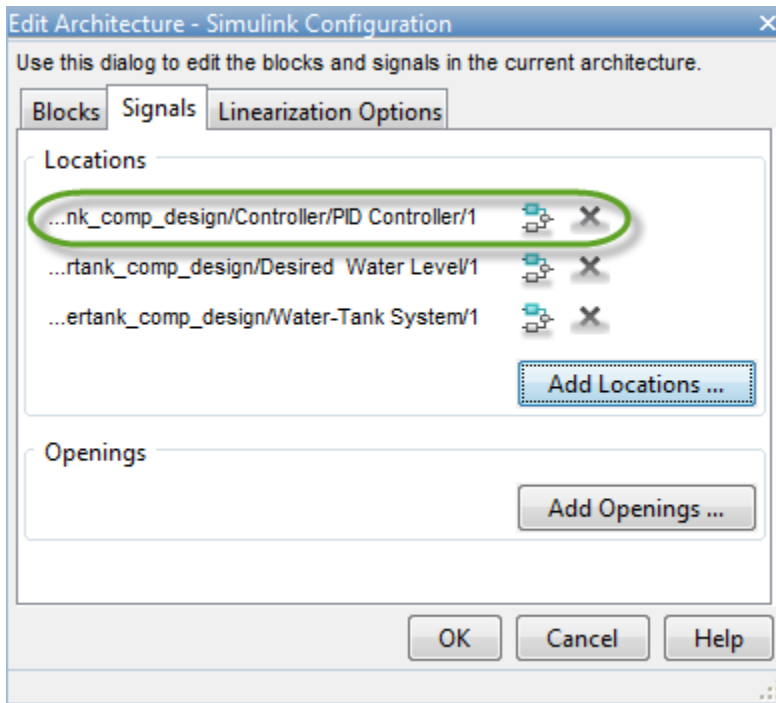 Edit Architecture - Simulink Configuration
Use this dialog to edit the blocks and signals in the current architecture.
Blocks Signals Linearization Options
Locations
...nk_comp_design/Controller/PID Controller/1
...rtank_comp_design/Desired  Water Level/1
...ertank_comp_design/Water-Tank System/1
Add Locations ...
Openings
Add Openings ...
OK Cancel Help